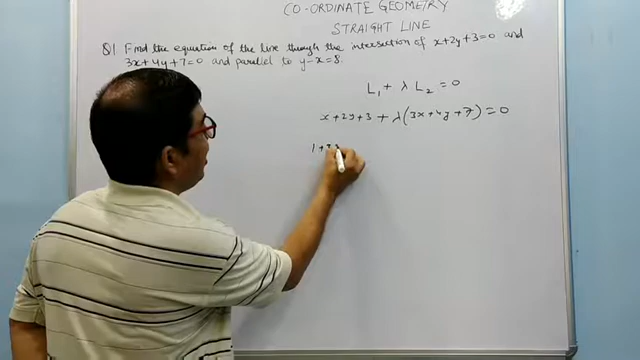 CO-ORDINATE GEOMETRY
STRAIGHT LINE
Q1 Find the equation of the line through the intersection of x+2y+3=0 and
3x+4y+7=0 and parallel to y-x=8.
L₁ + λ L₂ = 0
x+2y+3 + λ(3x+4y+7)=0
1+3λ